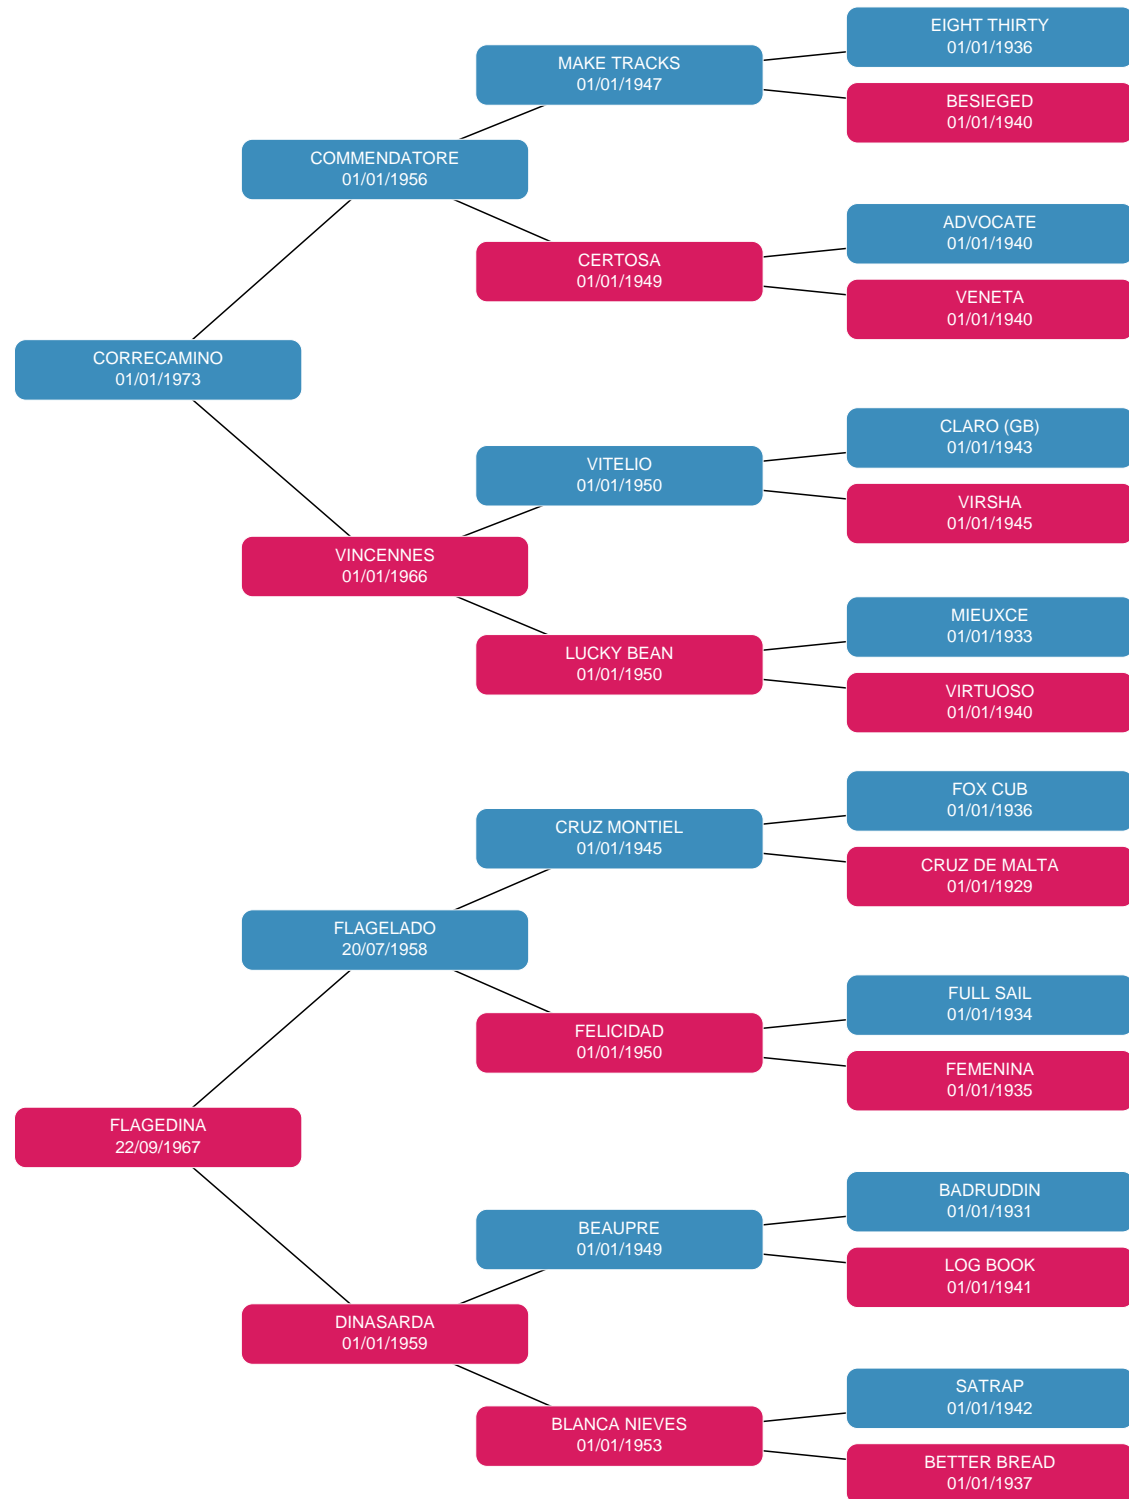 EIGHT THIRTY
01/01/1936
MAKE TRACKS
01/01/1947
BESIEGED
01/01/1940
COMMENDATORE
01/01/1956
ADVOCATE
01/01/1940
CERTOSA
01/01/1949
VENETA
01/01/1940
CORRECAMINO
01/01/1973
CLARO (GB)
01/01/1943
VITELIO
01/01/1950
VIRSHA
01/01/1945
VINCENNES
01/01/1966
MIEUXCE
01/01/1933
LUCKY BEAN
01/01/1950
VIRTUOSO
01/01/1940
FOX CUB
01/01/1936
CRUZ MONTIEL
01/01/1945
CRUZ DE MALTA
01/01/1929
FLAGELADO
20/07/1958
FULL SAIL
01/01/1934
FELICIDAD
01/01/1950
FEMENINA
01/01/1935
FLAGEDINA
22/09/1967
BADRUDDIN
01/01/1931
BEAUPRE
01/01/1949
LOG BOOK
01/01/1941
DINASARDA
01/01/1959
SATRAP
01/01/1942
BLANCA NIEVES
01/01/1953
BETTER BREAD
01/01/1937